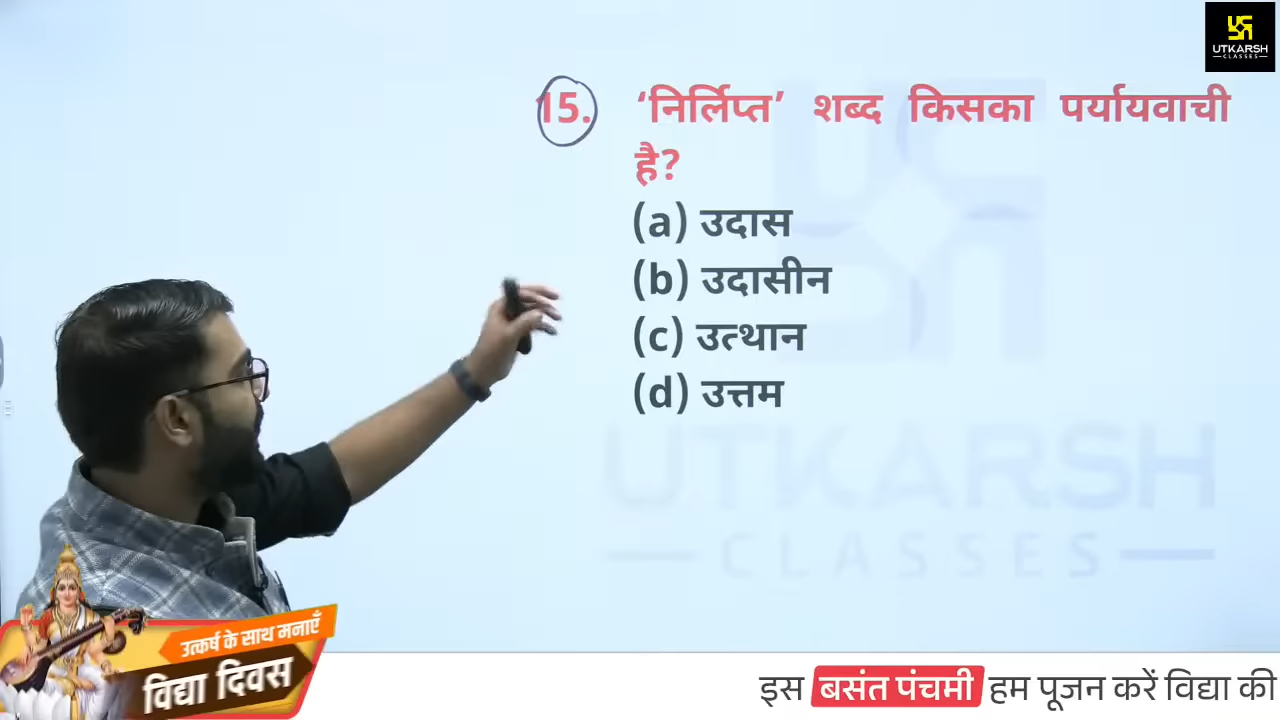 UTKARSH
CLASSES
15. ‘निर्लिप्त’ शब्द किसका पर्यायवाची
है?
(a) उदास
(b) उदासीन
(c) उत्थान
(d) उत्तम
UTKARSH
CLASSES
उत्कर्ष के साथ मनाएँ
विद्या दिवस
इस बसंत पंचमी हम पूजन करें विद्या की